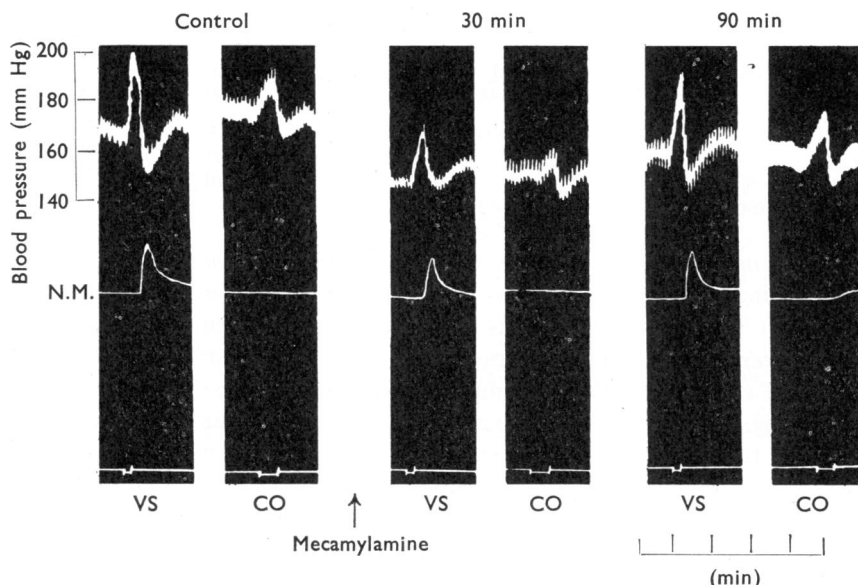 Control
30 min
90 min
Blood pressure (mm Hg)
200
180
160
140
N.M.
VS
CO
VS
CO
VS
CO
Mecamylamine
(min)